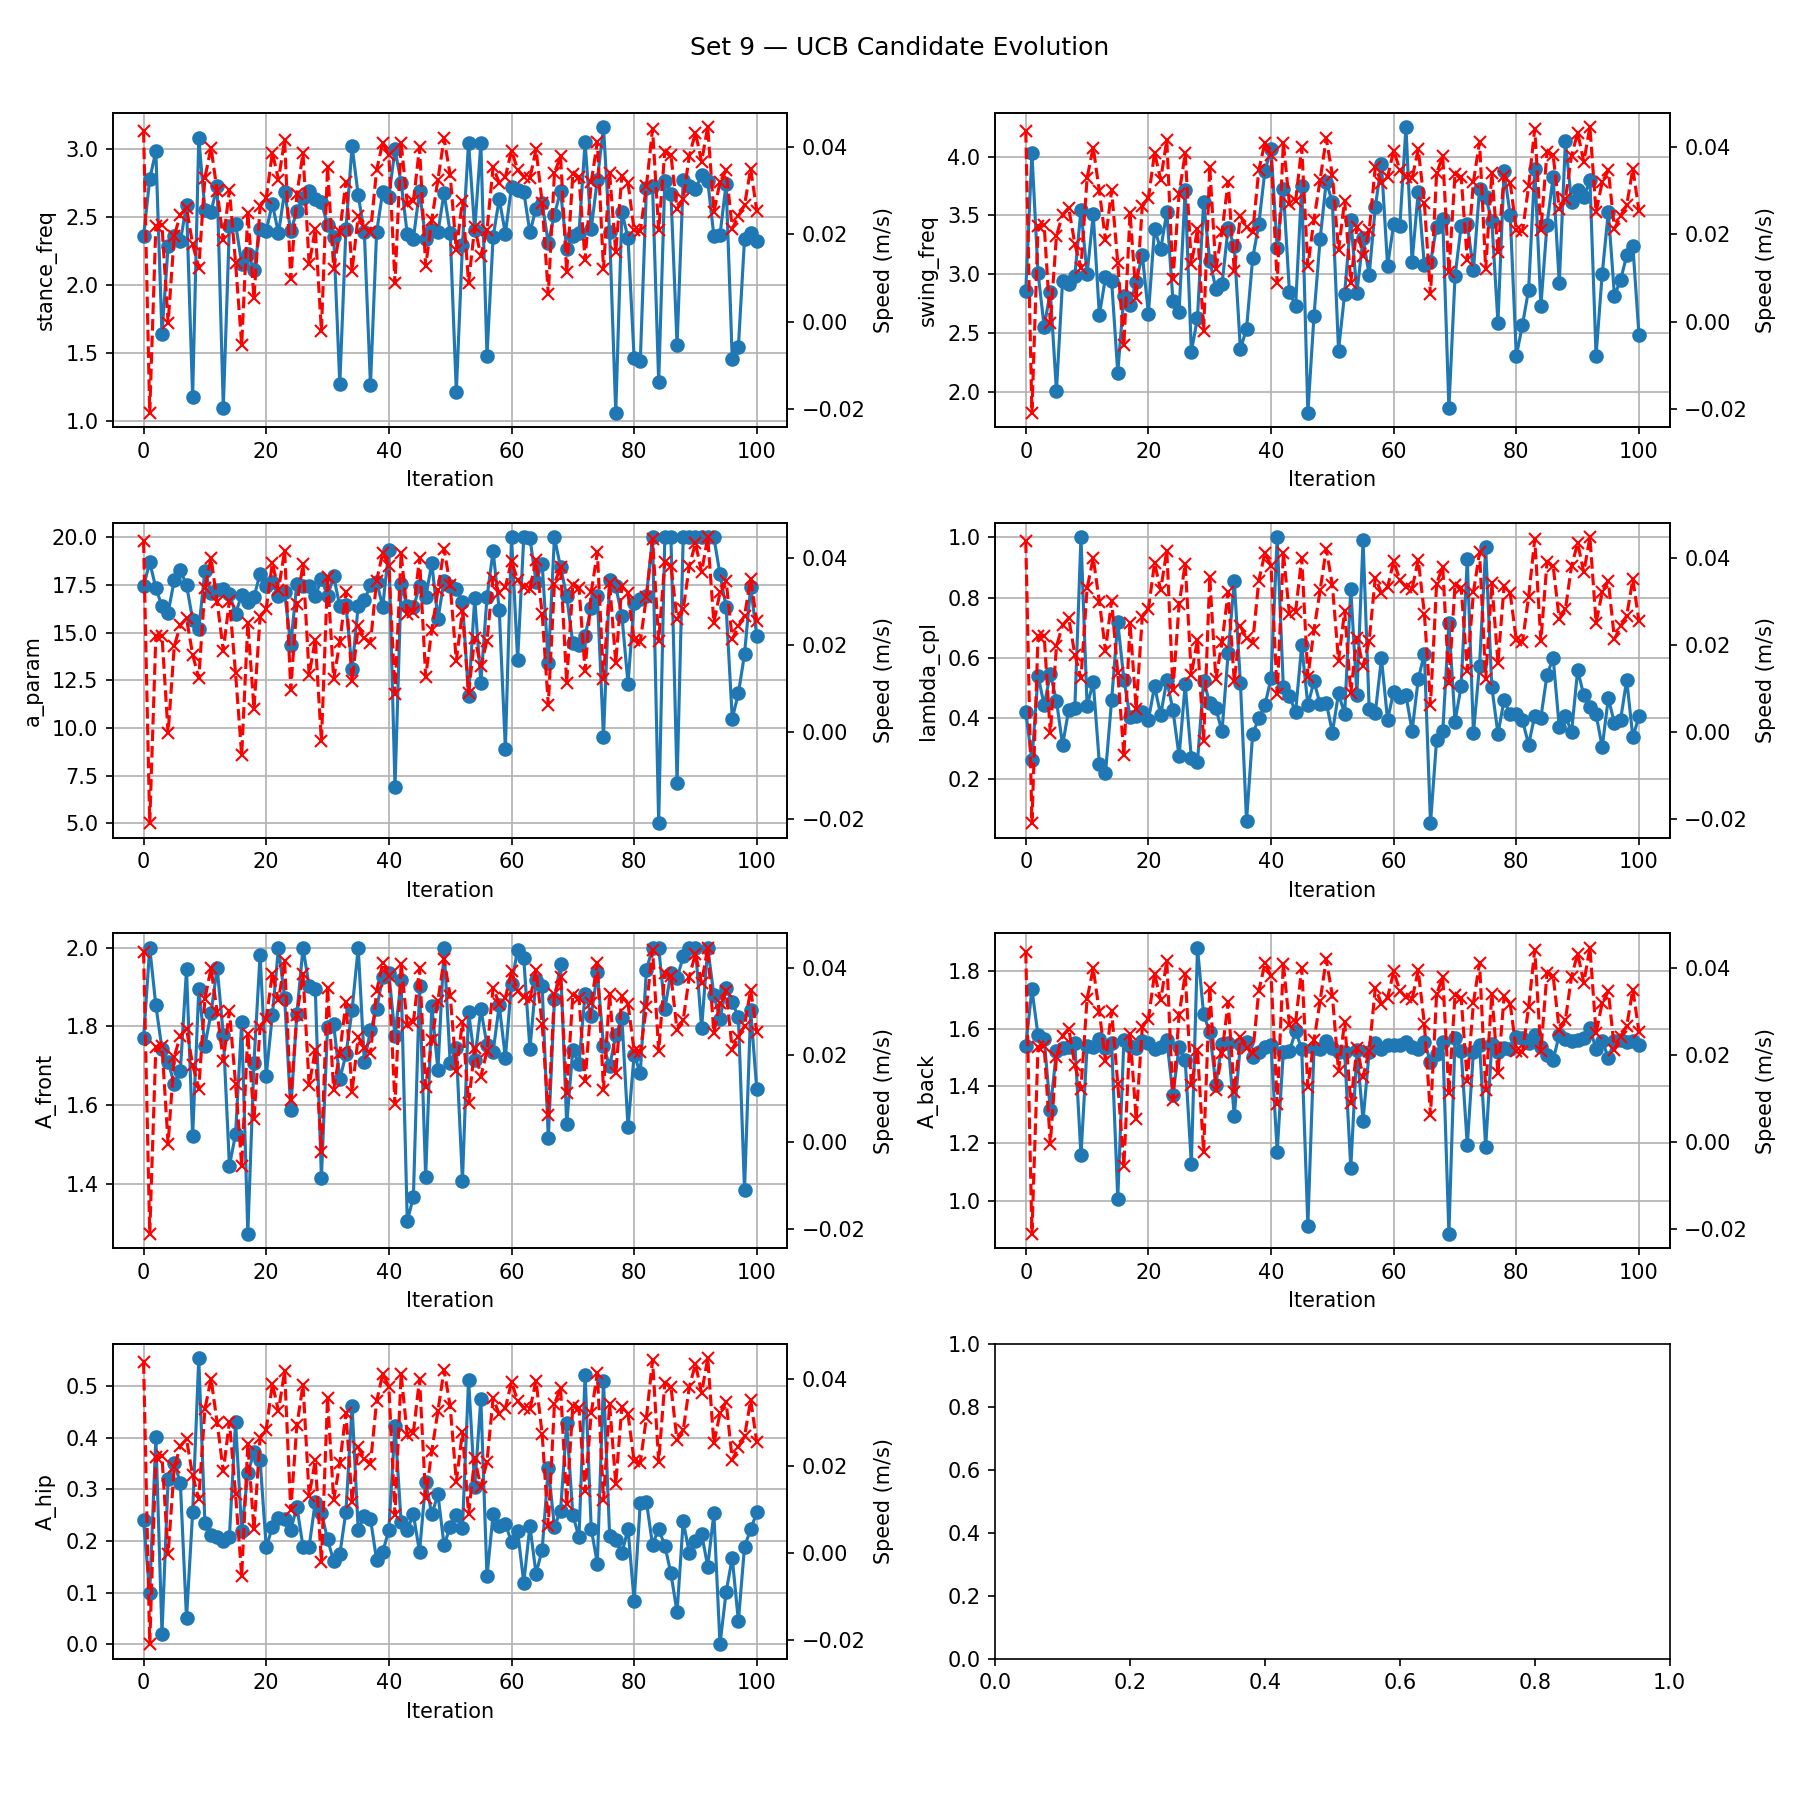 Set 9 — UCB Candidate Evolution
stance_freq
3.0
2.5
2.0
1.5
1.0
0 20 40 60 80 100
Iteration
0.04
0.02
0.00
−0.02
Speed (m/s)
swing_freq
4.0
3.5
3.0
2.5
2.0
0 20 40 60 80 100
Iteration
0.04
0.02
0.00
−0.02
Speed (m/s)
a_param
20.0
17.5
15.0
12.5
10.0
7.5
5.0
0 20 40 60 80 100
Iteration
0.04
0.02
0.00
−0.02
Speed (m/s)
lambda_cpl
1.0
0.8
0.6
0.4
0.2
0 20 40 60 80 100
Iteration
0.04
0.02
0.00
−0.02
Speed (m/s)
A_front
2.0
1.8
1.6
1.4
0 20 40 60 80 100
Iteration
0.04
0.02
0.00
−0.02
Speed (m/s)
A_back
1.8
1.6
1.4
1.2
1.0
0 20 40 60 80 100
Iteration
0.04
0.02
0.00
−0.02
Speed (m/s)
A_hip
0.5
0.4
0.3
0.2
0.1
0.0
0 20 40 60 80 100
Iteration
0.04
0.02
0.00
−0.02
Speed (m/s)
1.0
0.8
0.6
0.4
0.2
0.0
0.0 0.2 0.4 0.6 0.8 1.0